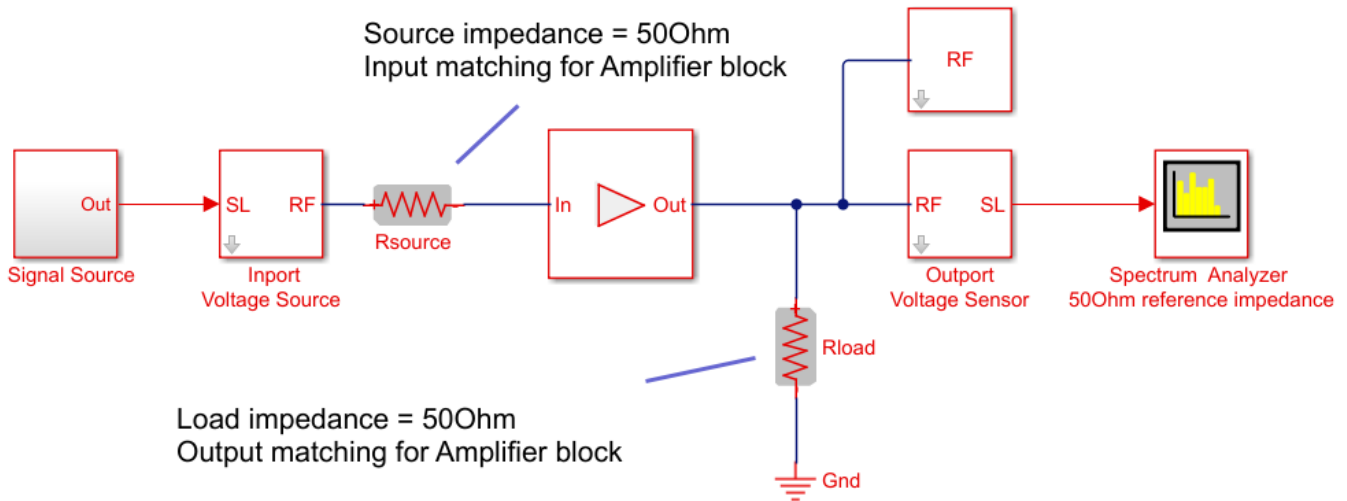 Source impedance = 50Ohm
Input matching for Amplifier block
RF
Out
SL
RF
In
Out
RF
SL
Rsource
Signal Source
Inport
Voltage Source
Outport
Voltage Sensor
Spectrum Analyzer
50Ohm reference impedance
Rload
Load impedance = 50Ohm
Output matching for Amplifier block
Gnd